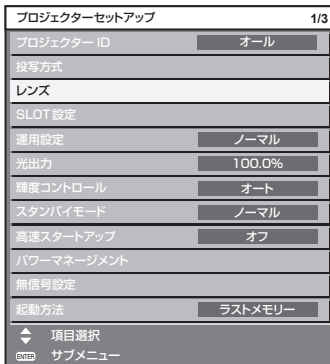 プロジェクターセットアップ 1/3
プロジェクター ID オール
投写方式
レンズ
SLOT設定
運用設定 ノーマル
光出力 100.0%
輝度コントロール オート
スタンバイモード ノーマル
高速スタートアップ オフ
パワーマネージメント
無信号設定
起動方法 ラストメモリー
項目選択
ENTER サブメニュー